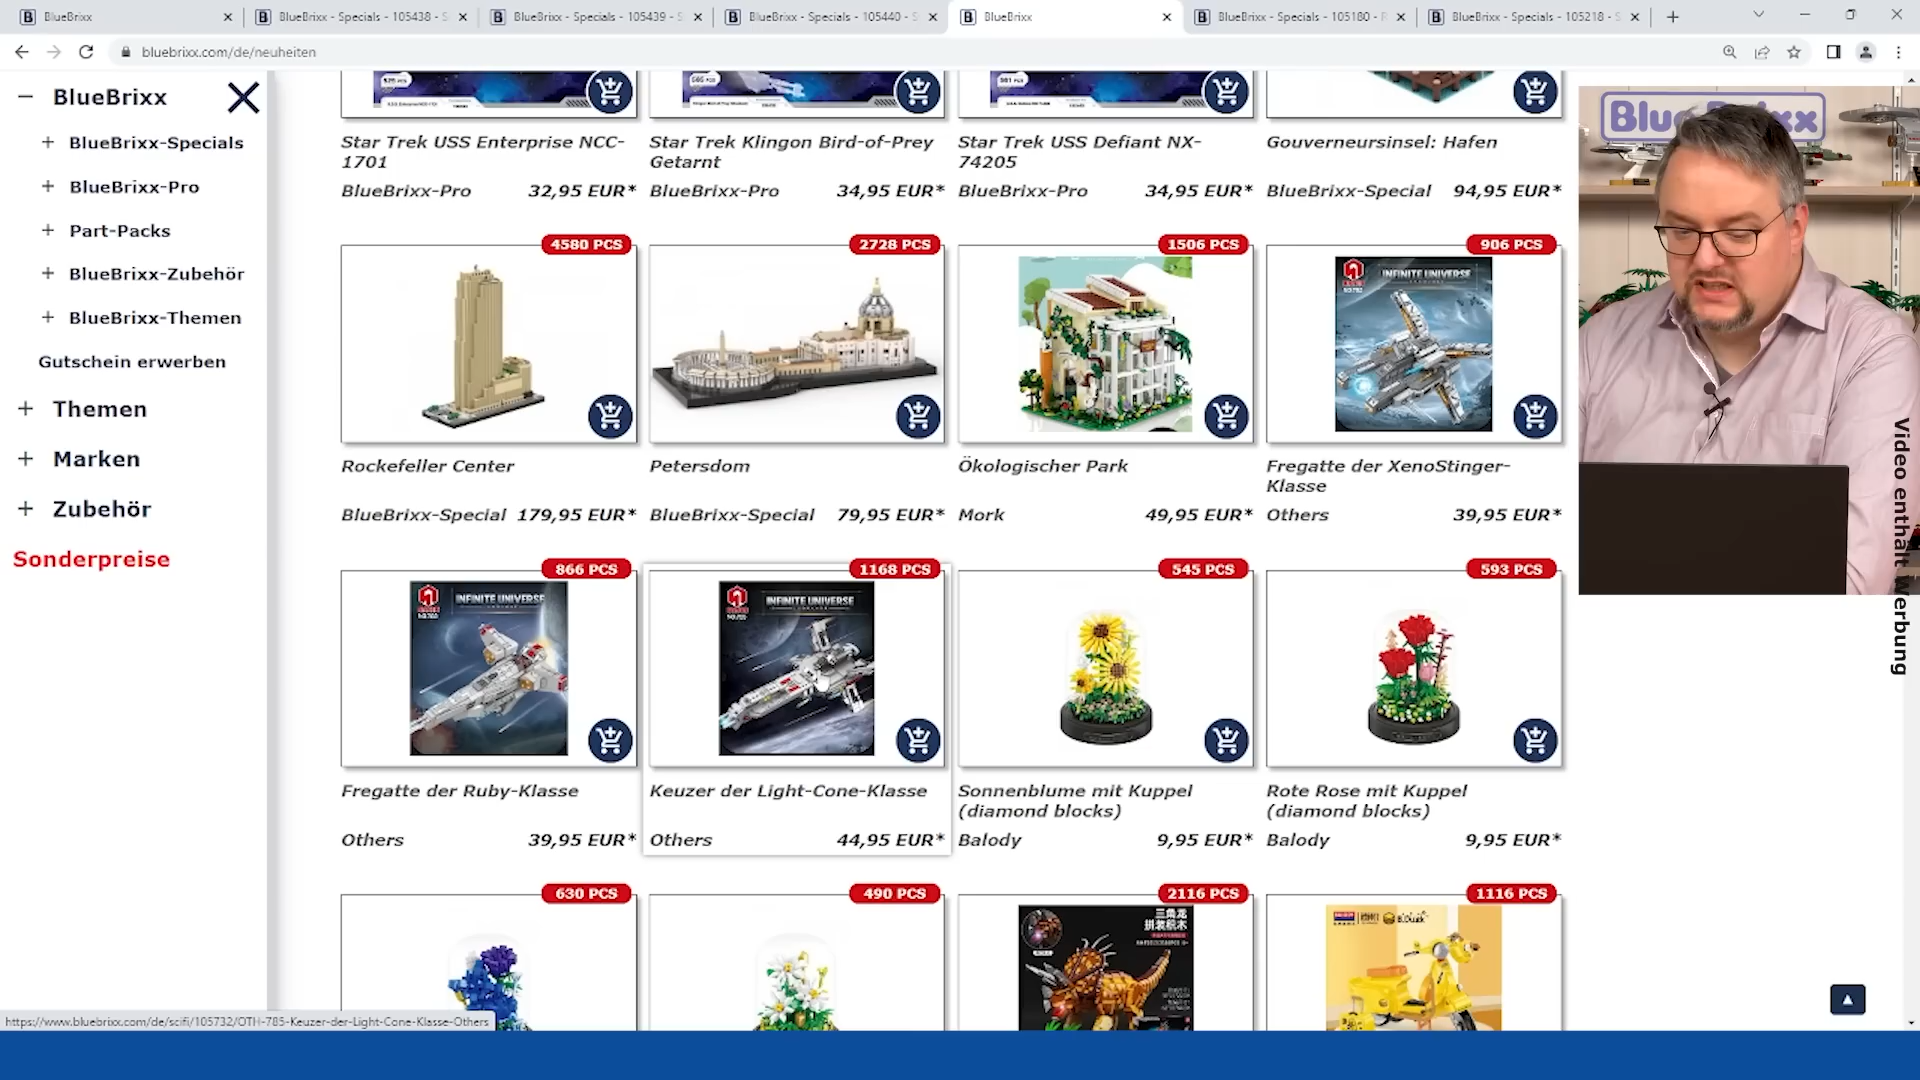 BlueBrixx
BlueBrixx - Specials - 105438 - S
BlueBrixx - Specials - 105439 - S
BlueBrixx - Specials - 105440 - S
BlueBrixx
BlueBrixx - Specials - 105180 - R
BlueBrixx - Specials - 105218 - S
bluebrixx.com/de/neuheiten
BlueBrixx
BlueBrixx-Specials
BlueBrixx-Pro
Part-Packs
BlueBrixx-Zubehör
BlueBrixx-Themen
Gutschein erwerben
Themen
Marken
Zubehör
Sonderpreise
Star Trek USS Enterprise NCC-
1701
BlueBrixx-Pro 32,95 EUR*
Star Trek Klingon Bird-of-Prey
Getarnt
BlueBrixx-Pro 34,95 EUR*
Star Trek USS Defiant NX-
74205
BlueBrixx-Pro 34,95 EUR*
Gouverneursinsel: Hafen
BlueBrixx-Special 94,95 EUR*
4580 PCS
Rockefeller Center
BlueBrixx-Special 179,95 EUR*
2728 PCS
Petersdom
BlueBrixx-Special 79,95 EUR*
1506 PCS
Ökologischer Park
Mork 49,95 EUR*
906 PCS
INFINITE UNIVERSE
Fregatte der XenoStinger-
Klasse
Others 39,95 EUR*
866 PCS
INFINITE UNIVERSE
Fregatte der Ruby-Klasse
Others 39,95 EUR*
1168 PCS
INFINITE UNIVERSE
Keuzer der Light-Cone-Klasse
Others 44,95 EUR*
545 PCS
Sonnenblume mit Kuppel
(diamond blocks)
Balody 9,95 EUR*
593 PCS
Rote Rose mit Kuppel
(diamond blocks)
Balody 9,95 EUR*
630 PCS
490 PCS
2116 PCS
三角龙
拼装积木
1116 PCS
B.Duck
Video enthält Werbung
https://www.bluebrixx.com/de/scifi/105732/OTH-785-Keuzer-der-Light-Cone-Klasse-Others